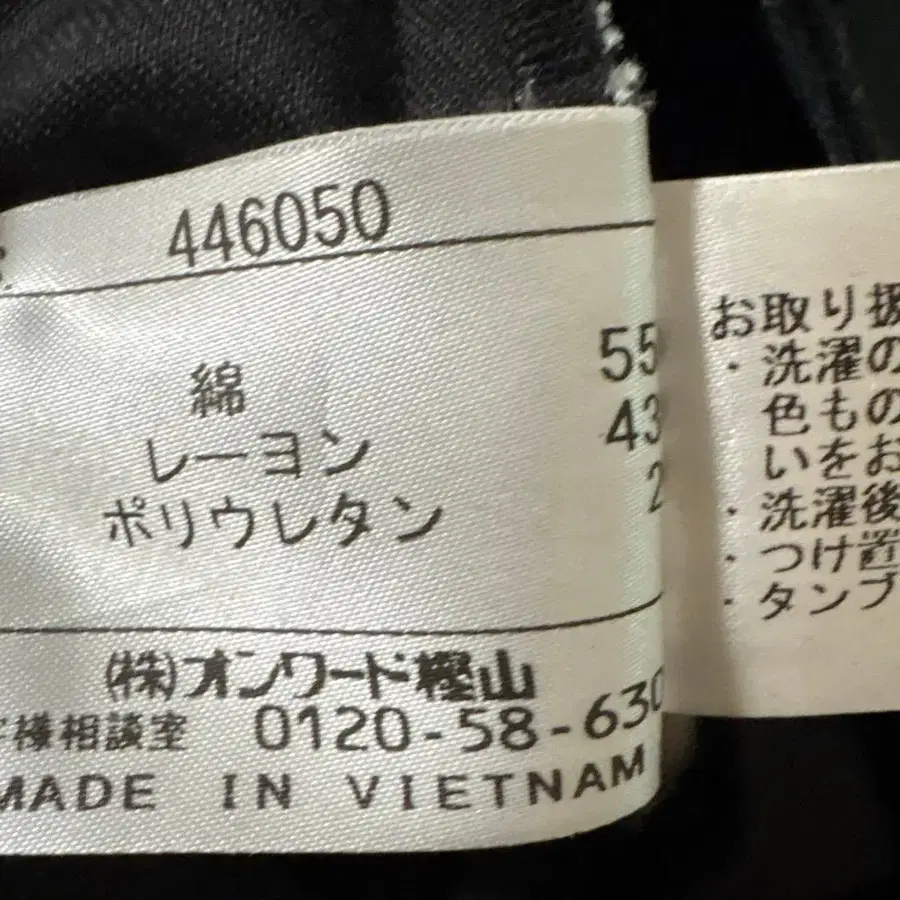 446050
綿 55
レーヨン 43
ポリウレタン 2
(株)オンワード樫山
様相談室 0120-58-630
MADE IN VIETNAM
お取り扱
・洗濯の
色もの
いをお
・洗濯後
・つけ置
・タンブ